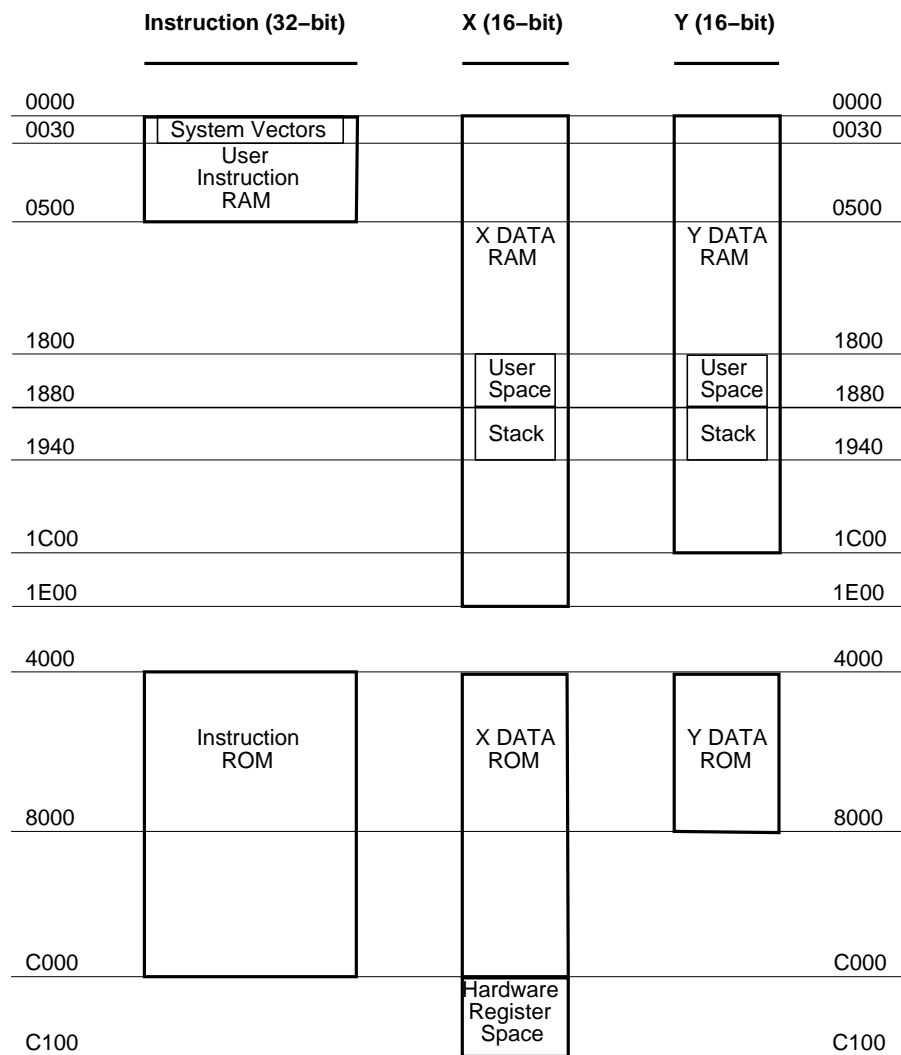 Instruction (32−bit) X (16−bit) Y (16−bit)
0000 0000
0030 System Vectors 0030
User
Instruction
RAM
0500 0500
X DATA Y DATA
RAM RAM
1800 1800
User User
Space Space
1880 1880
Stack Stack
1940 1940
1C00 1C00
1E00 1E00
4000 4000
Instruction X DATA Y DATA
ROM ROM ROM
8000 8000
C000 C000
Hardware
Register
Space
C100 C100